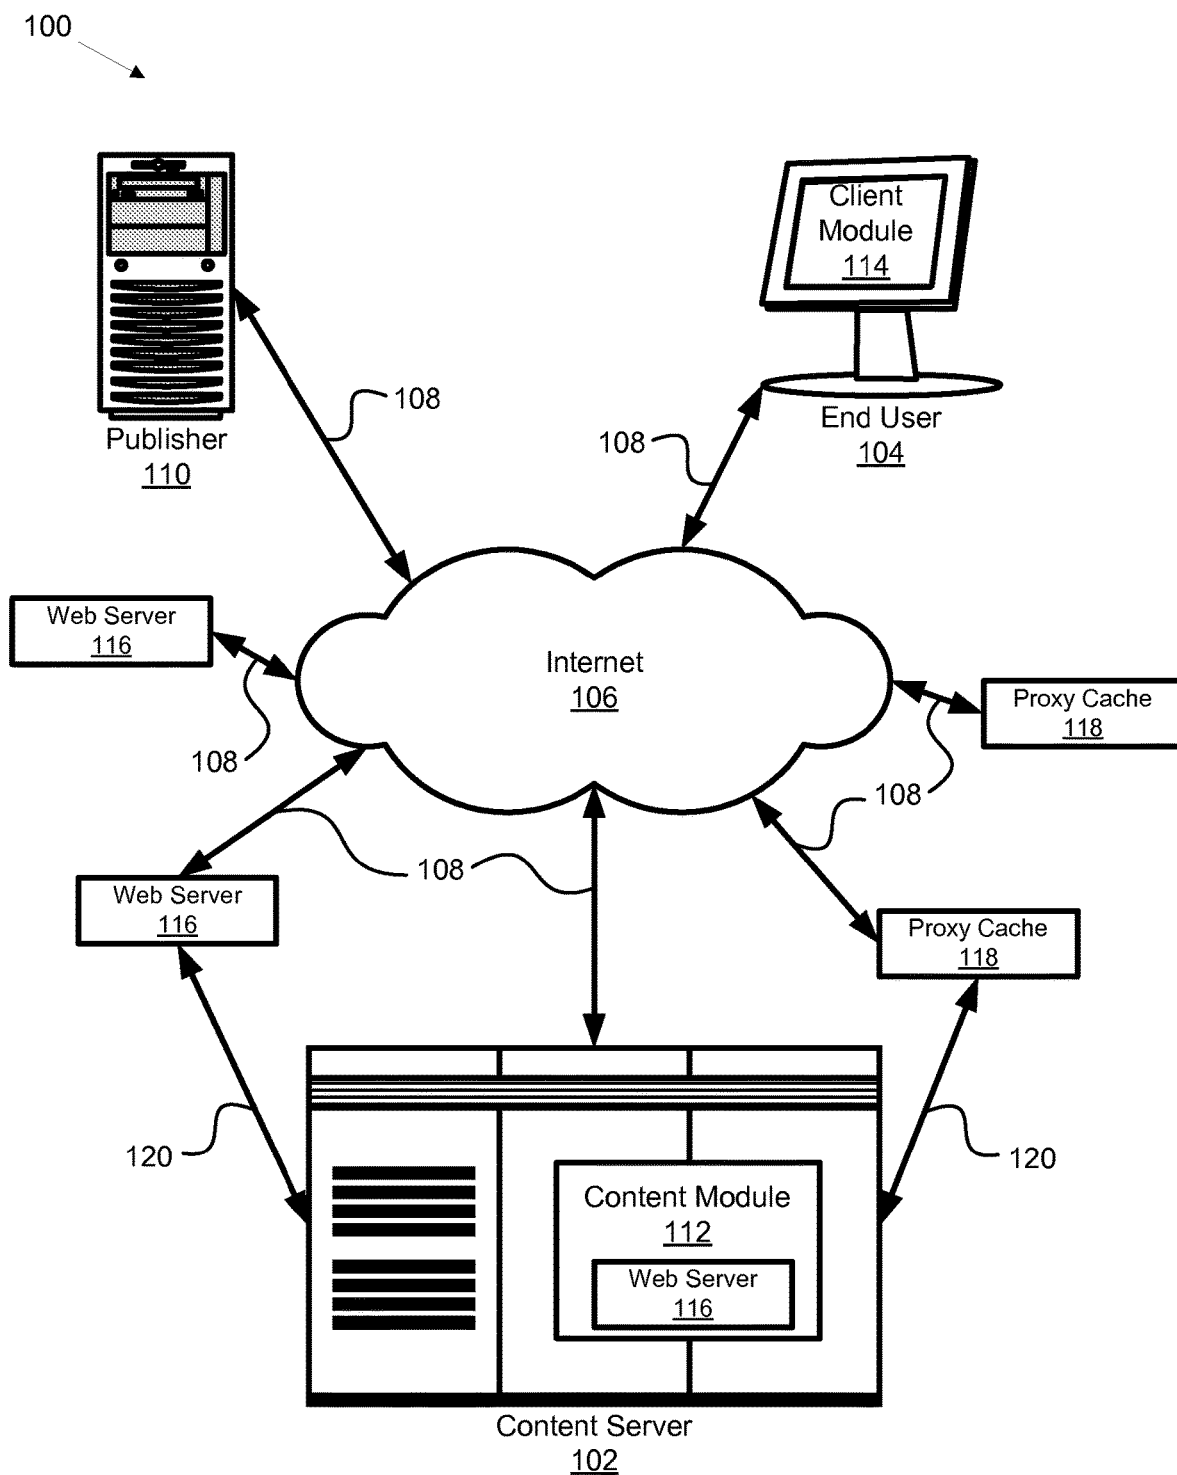 100
Client
Module
114
Publisher
110
108
End User
104
108
Web Server
116
Internet
106
Proxy Cache
118
108
108
108
Web Server
116
Proxy Cache
118
120
120
Content Module
112
Web Server
116
Content Server
102